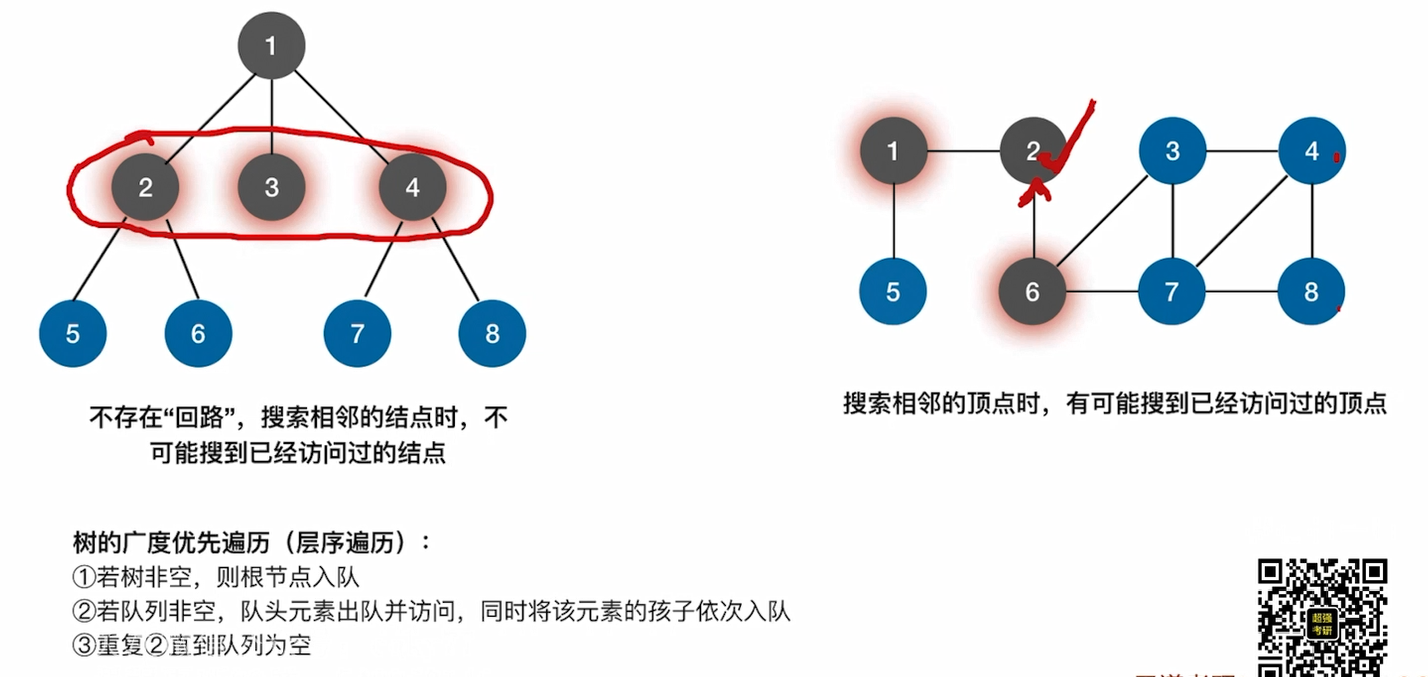 1
2
3
4
5
6
7
8
不存在“回路”，搜索相邻的结点时，不
可能搜到已经访问过的结点
1
2
3
4
5
6
7
8
搜索相邻的顶点时，有可能搜到已经访问过的顶点
树的广度优先遍历（层序遍历）：
①若树非空，则根节点入队
②若队列非空，队头元素出队并访问，同时将该元素的孩子依次入队
③重复②直到队列为空
超强
考研